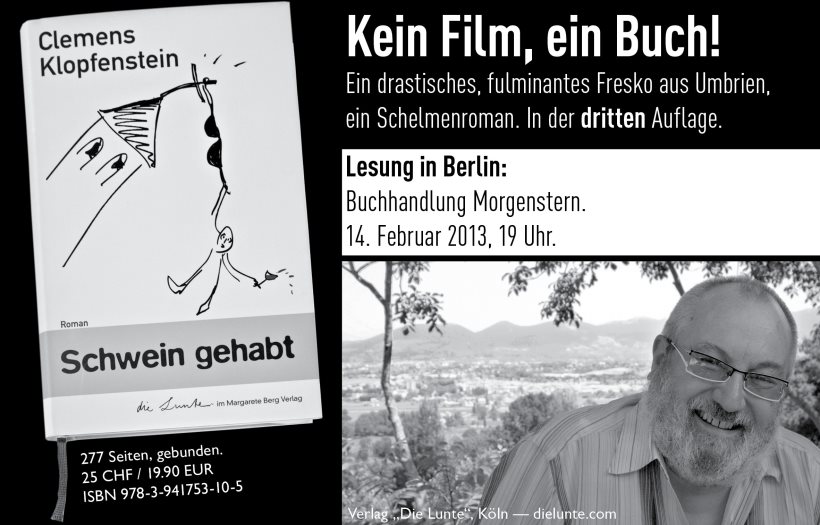 Clemens
Klopfenstein
Roman
Schwein gehabt
die Lunte im Margarete Berg Verlag
277 Seiten, gebunden.
25 CHF / 19.90 EUR
ISBN 978-3-941753-10-5
Kein Film, ein Buch!
Ein drastisches, fulminantes Fresko aus Umbrien,
ein Schelmenroman. In der dritten Auflage.
Lesung in Berlin:
Buchhandlung Morgenstern.
14. Februar 2013, 19 Uhr.
Verlag „Die Lunte“, Köln — dielunte.com